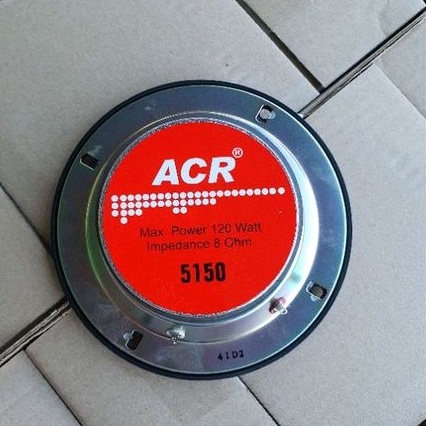 ACR®
Max. Power 120 Watt
Impedance 8 Ohm
5150
41D2